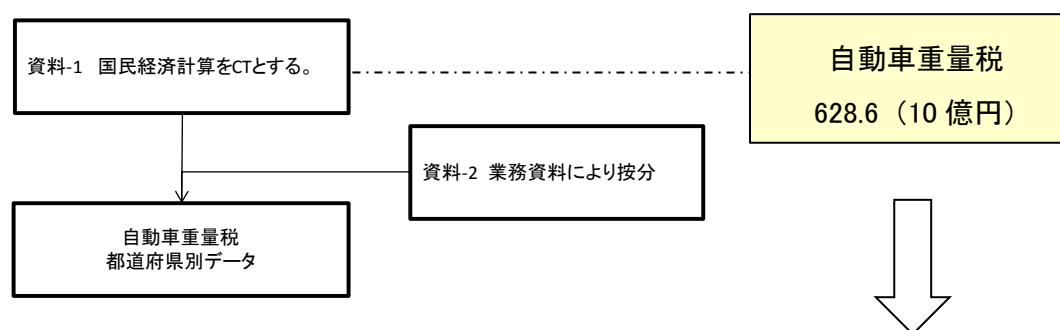 資料-1 国民経済計算をCTとする。
自動車重量税
628.6（10 億円）
資料-2 業務資料により按分
自動車重量税
都道府県別データ